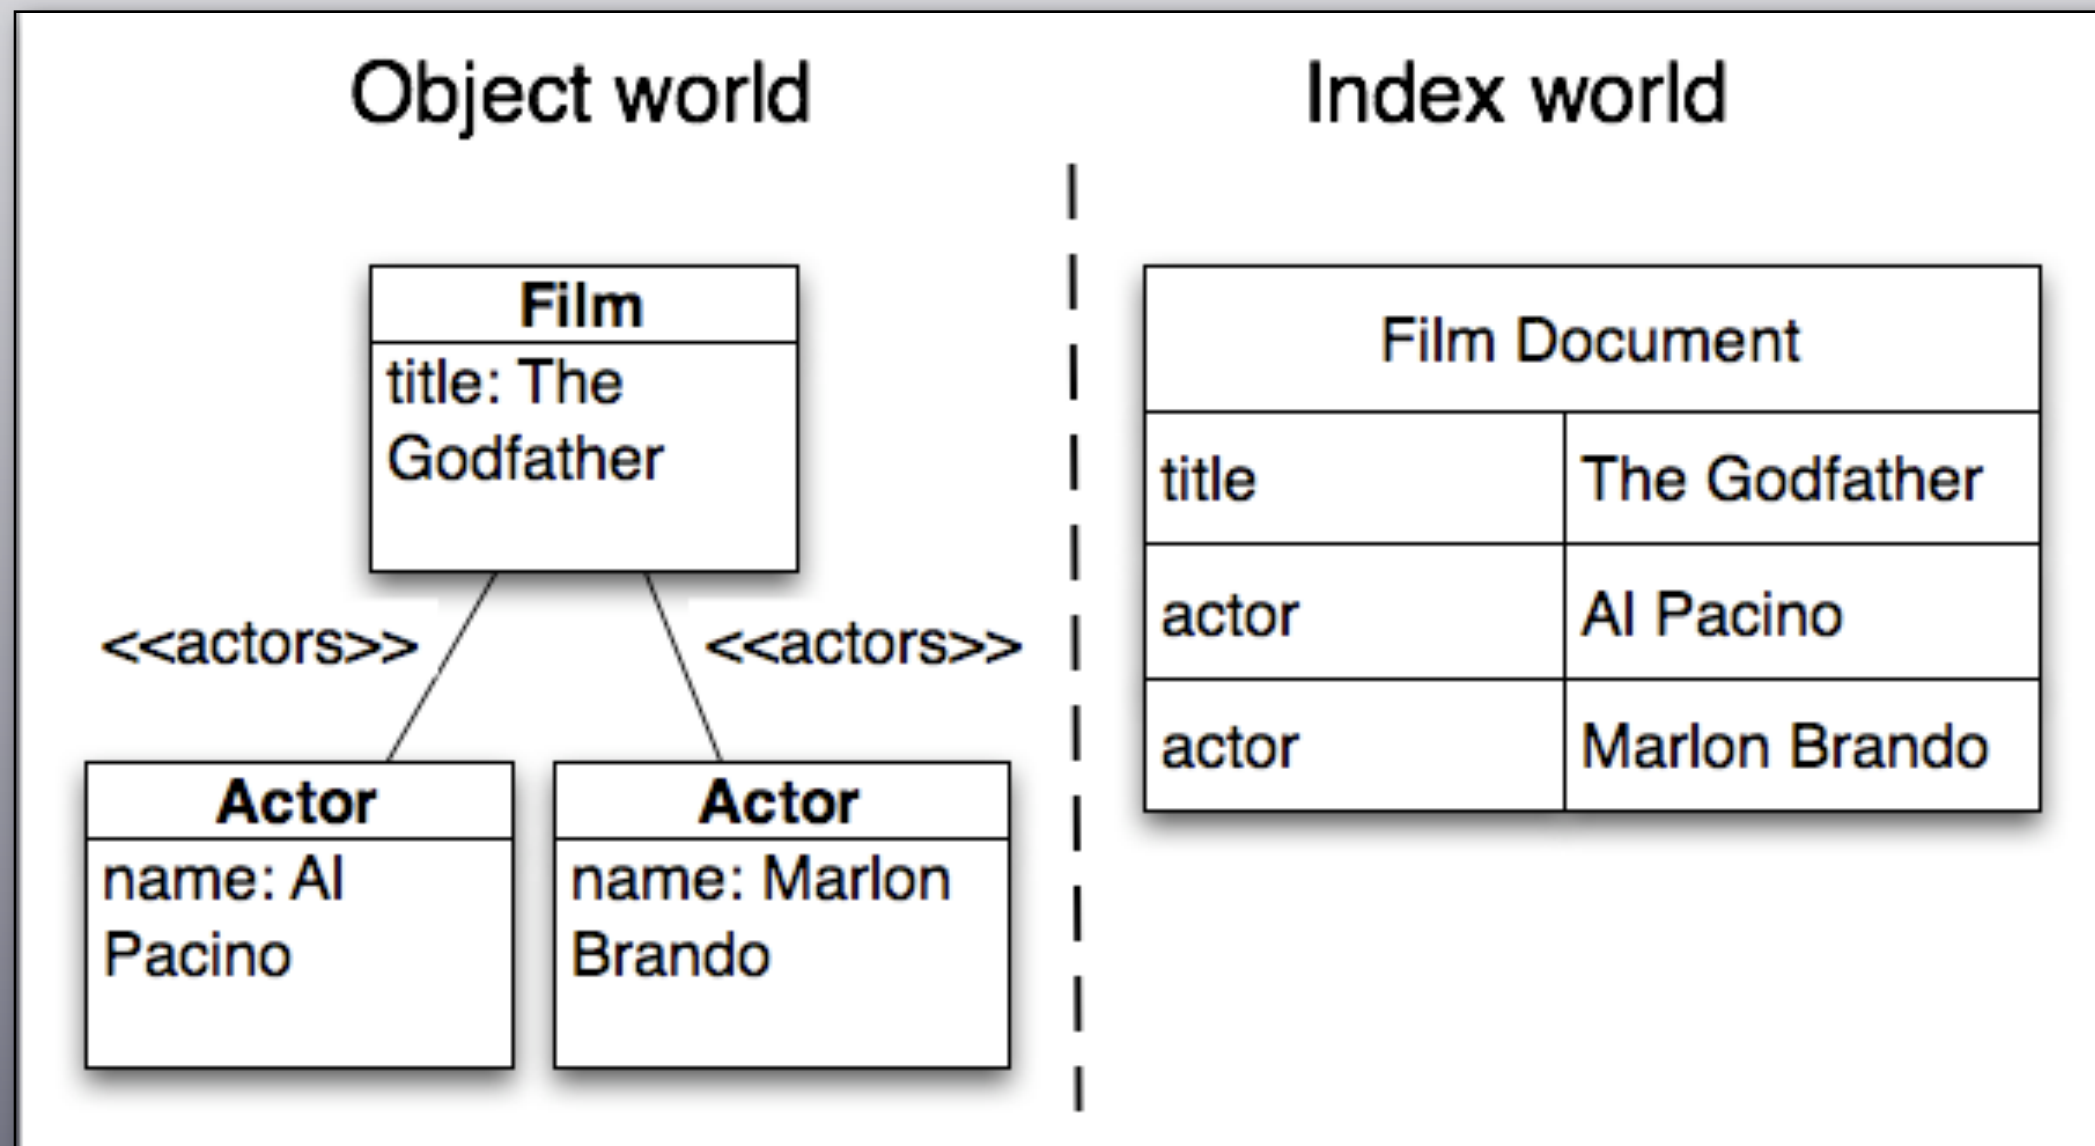 Object world
Index world
Film
title: The
Godfather
<<actors>>
<<actors>>
Actor
name: Al
Pacino
Actor
name: Marlon
Brando
Film Document
title
The Godfather
actor
Al Pacino
actor
Marlon Brando